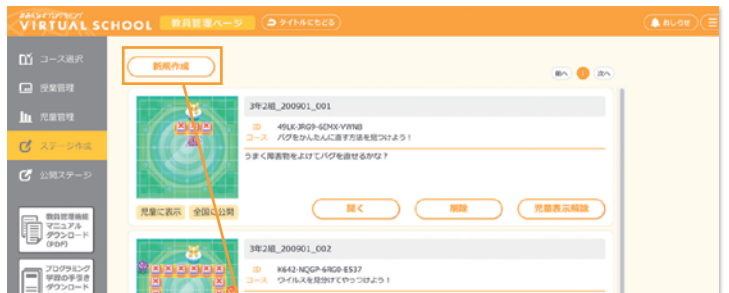 VIRTUAL SCHOOL 教員管理ページ タイトルにもどる おしらせ
コース選択
授業管理
児童管理
ステージ作成
公開ステージ
教員管理機能
マニュアル
ダウンロード
(PDF)
プログラミング
学習の手引き
ダウンロード
新規作成
前へ 1 次へ
3年2組_200901_001
ID 49LK-JRG9-6EMX-VWNB
コース バグをかんたんに直す方法を見つけよう!
うまく障害物をよけてバグを直せるかな?
児童に表示 全国に公開 開く 削除 児童表示解除
3年2組_200901_002
ID K642-NQGP-6RG0-E537
コース ウイルスを見分けてやっつけよう!